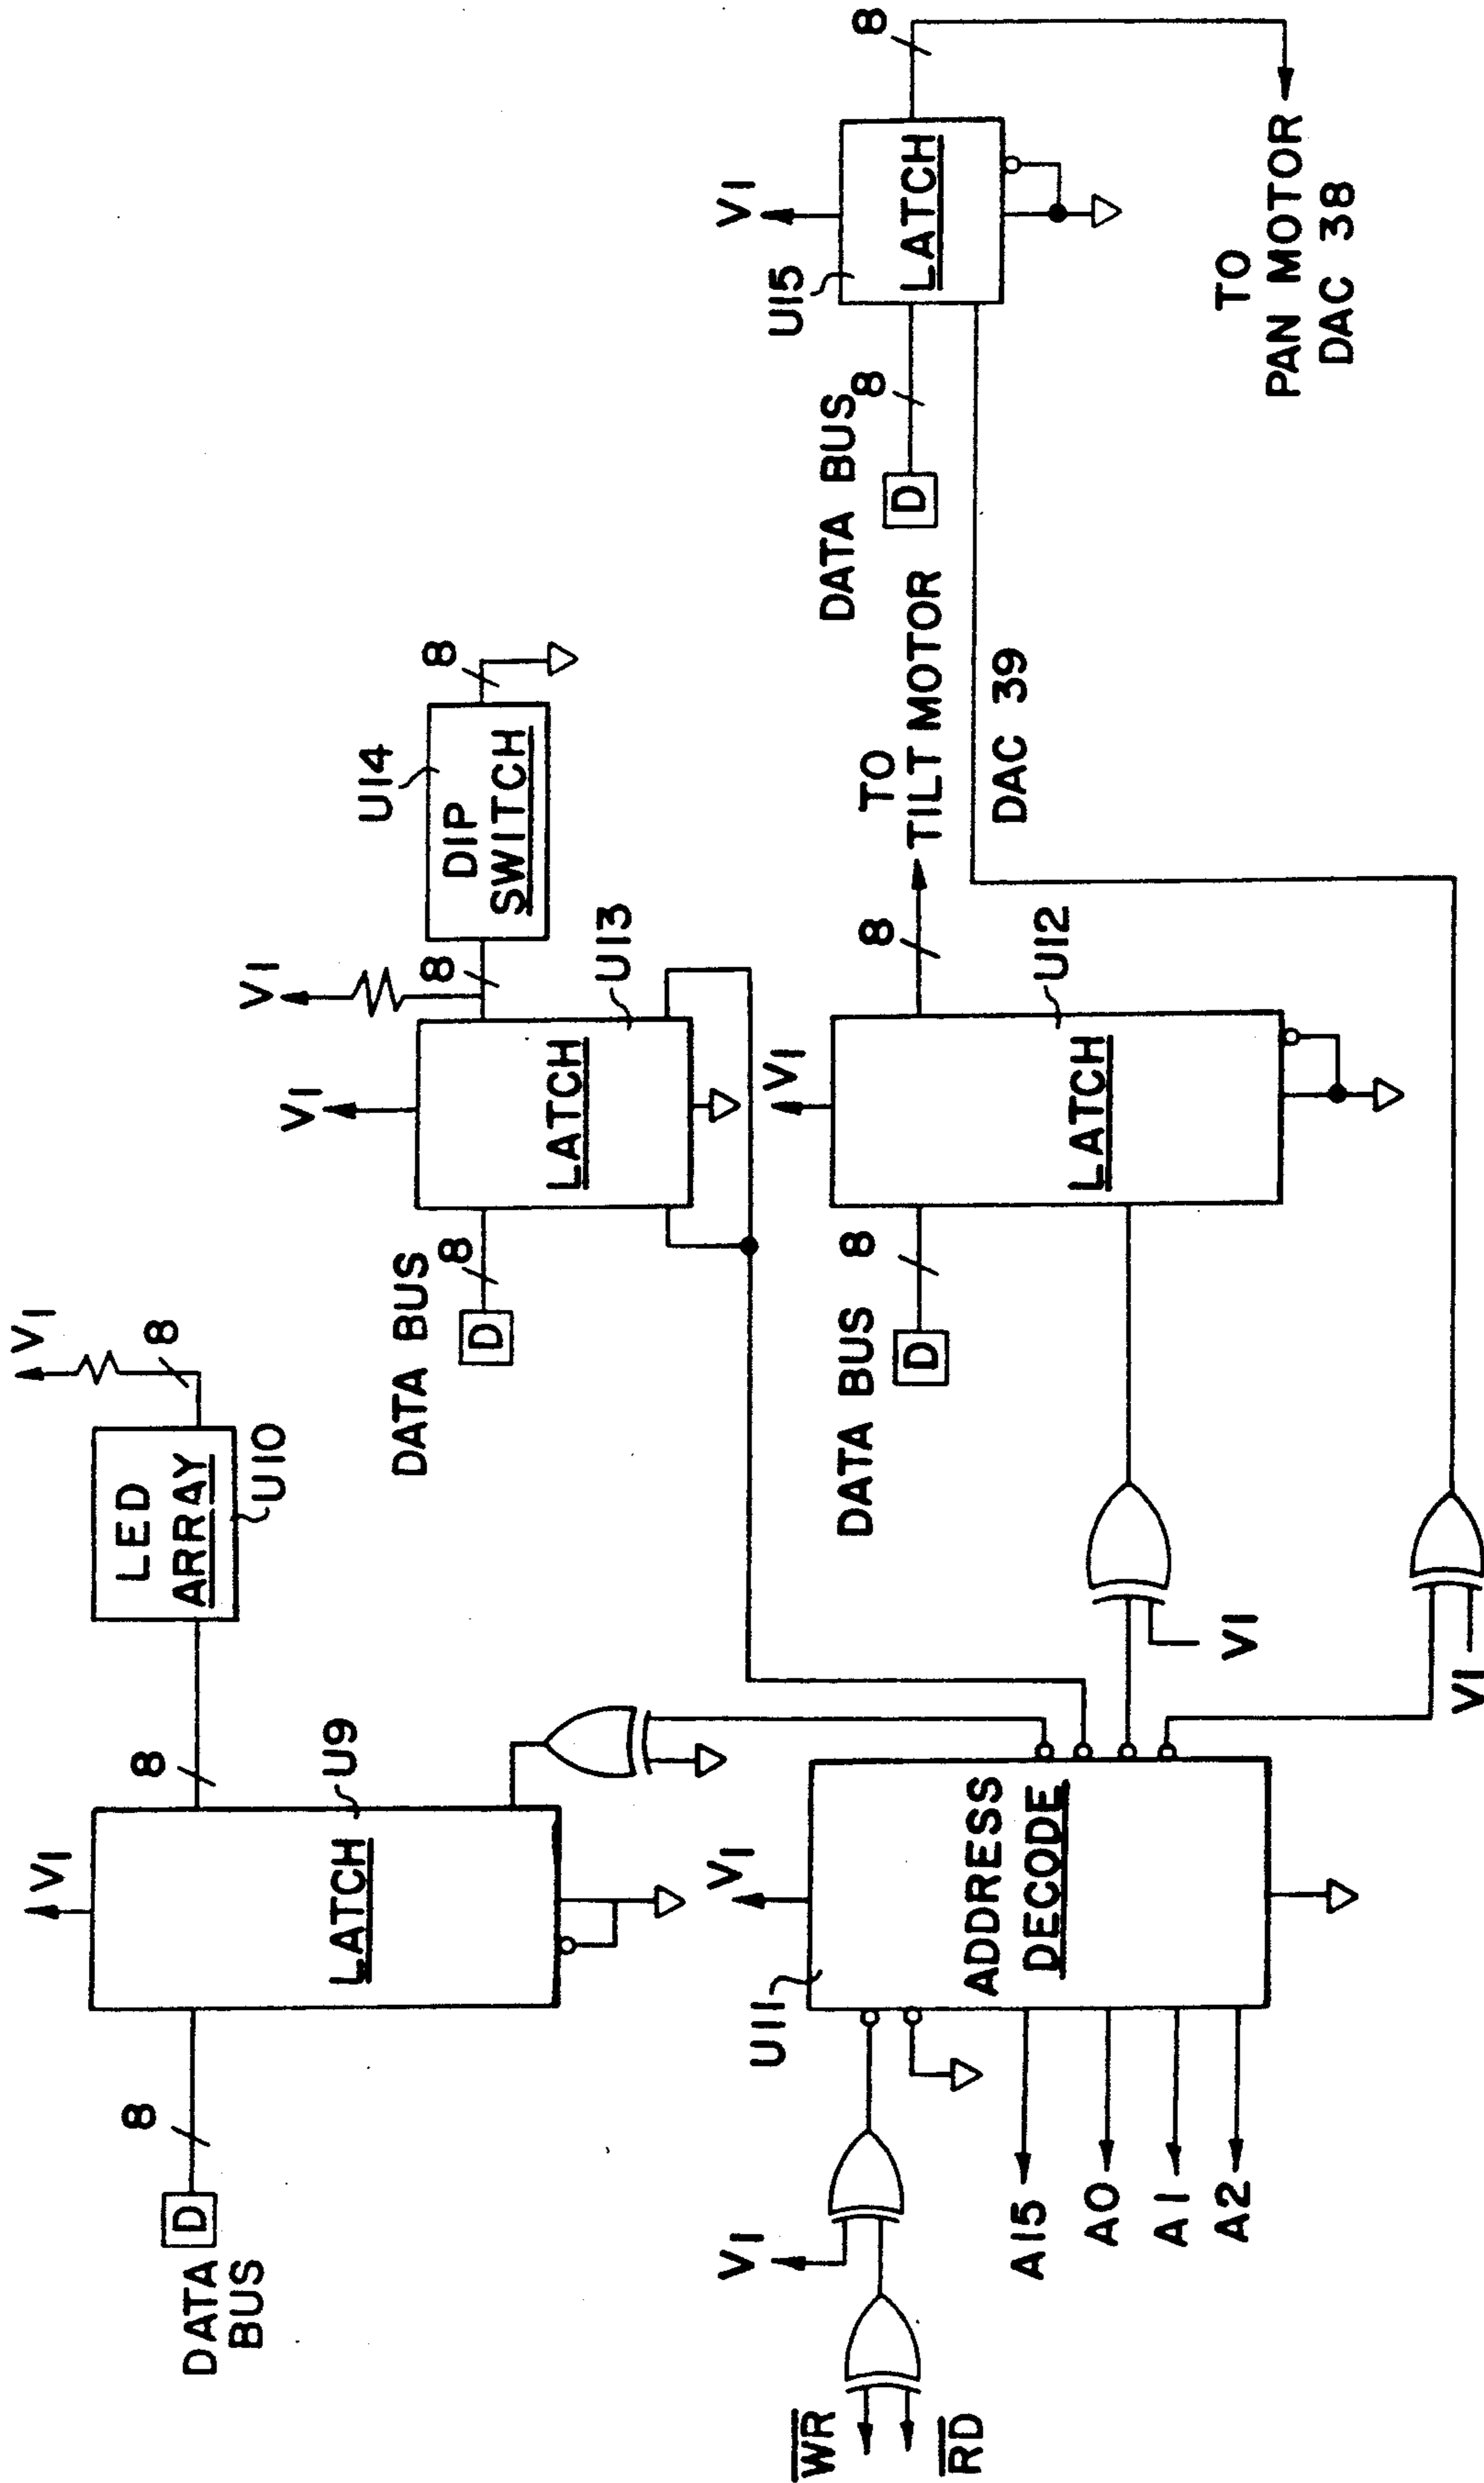 V1
8
8
V1
DATA
BUS
D
8
LATCH
U9
LED
ARRAY
U10
DATA BUS
D
8
V1
LATCH
U13
V1
8
DIP
SWITCH
U14
8
WR
RD
V1
U11
V1
ADDRESS
DECODE
A15
A0
A1
A2
V1
V1
DATA BUS
D
8
V1
LATCH
U12
8
TO
TILT MOTOR
DAC 39
DATA BUS
D
8
U15
V1
LATCH
8
TO
PAN MOTOR
DAC 38